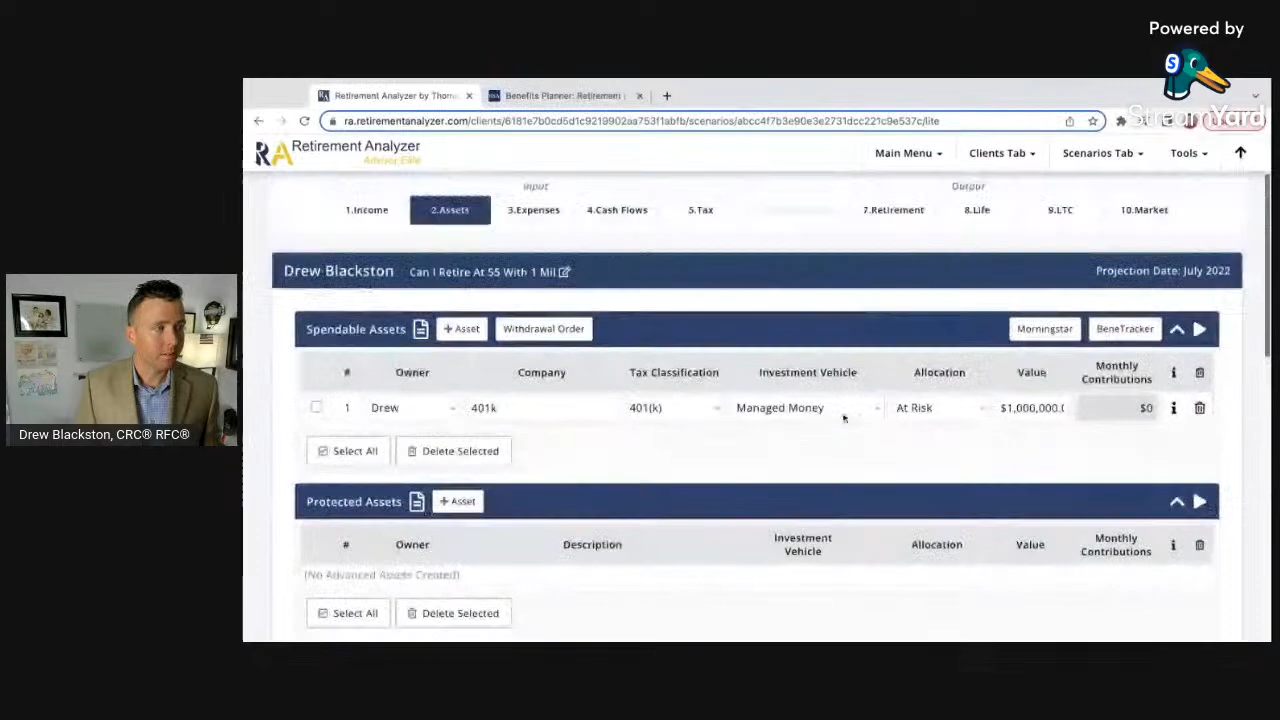 Powered by
S
StreamYard
Retirement Analyzer by Thom
Benefits Planner: Retirement
ra.retirementanalyzer.com/clients/6181e7b0cd5d1c9219902aa753f1abfb/scenarios/abcc4f7b3e90e3e2731dcc221c9e537c/lite
RA Retirement Analyzer
Advisor Elite
Main Menu
Clients Tab
Scenarios Tab
Tools
Input
Output
1.Income
2.Assets
3.Expenses
4.Cash Flows
5.Tax
7.Retirement
8.Life
9.LTC
10.Market
Drew Blackston
Can I Retire At 55 With 1 Mil
Projection Date: July 2022
Spendable Assets
+ Asset
Withdrawal Order
Morningstar
BeneTracker
# Owner Company Tax Classification Investment Vehicle Allocation Value Monthly Contributions
1 Drew 401k 401(k) Managed Money At Risk $1,000,000.( $0
Select All
Delete Selected
Protected Assets
+ Asset
# Owner Description Investment Vehicle Allocation Value Monthly Contributions
(No Advanced Assets Created)
Select All
Delete Selected
Drew Blackston, CRC® RFC®